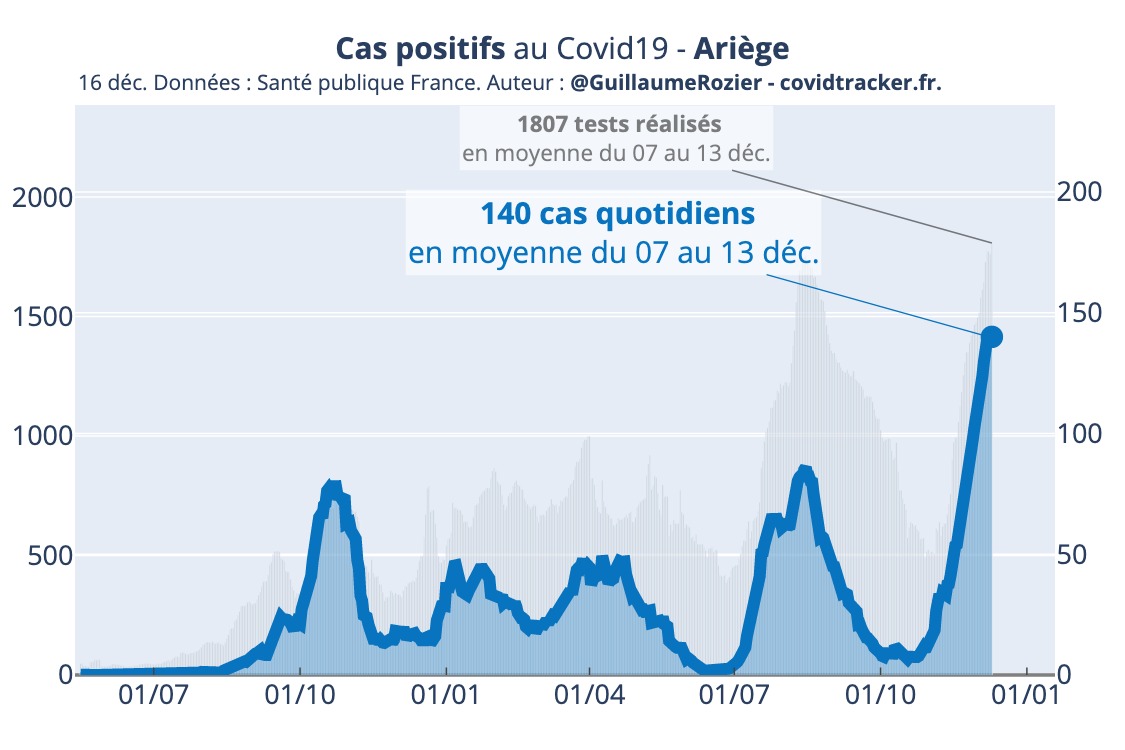 Cas positifs au Covid19 - Ariège
16 déc. Données : Santé publique France. Auteur : @GuillaumeRozier - covidtracker.fr.
1807 tests réalisés
en moyenne du 07 au 13 déc.
140 cas quotidiens
en moyenne du 07 au 13 déc.
2000
1500
1000
500
0
200
150
100
50
0
01/07
01/10
01/01
01/04
01/07
01/10
01/01